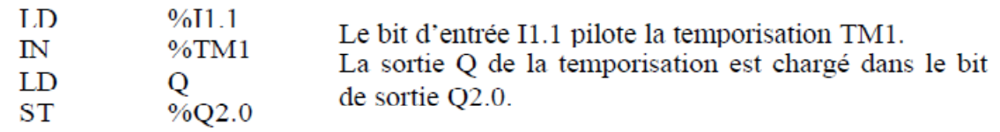 LD %I1.1
IN %TM1
LD Q
ST %Q2.0
Le bit d'entrée I1.1 pilote la temporisation TM1.
La sortie Q de la temporisation est chargé dans le bit
de sortie Q2.0.